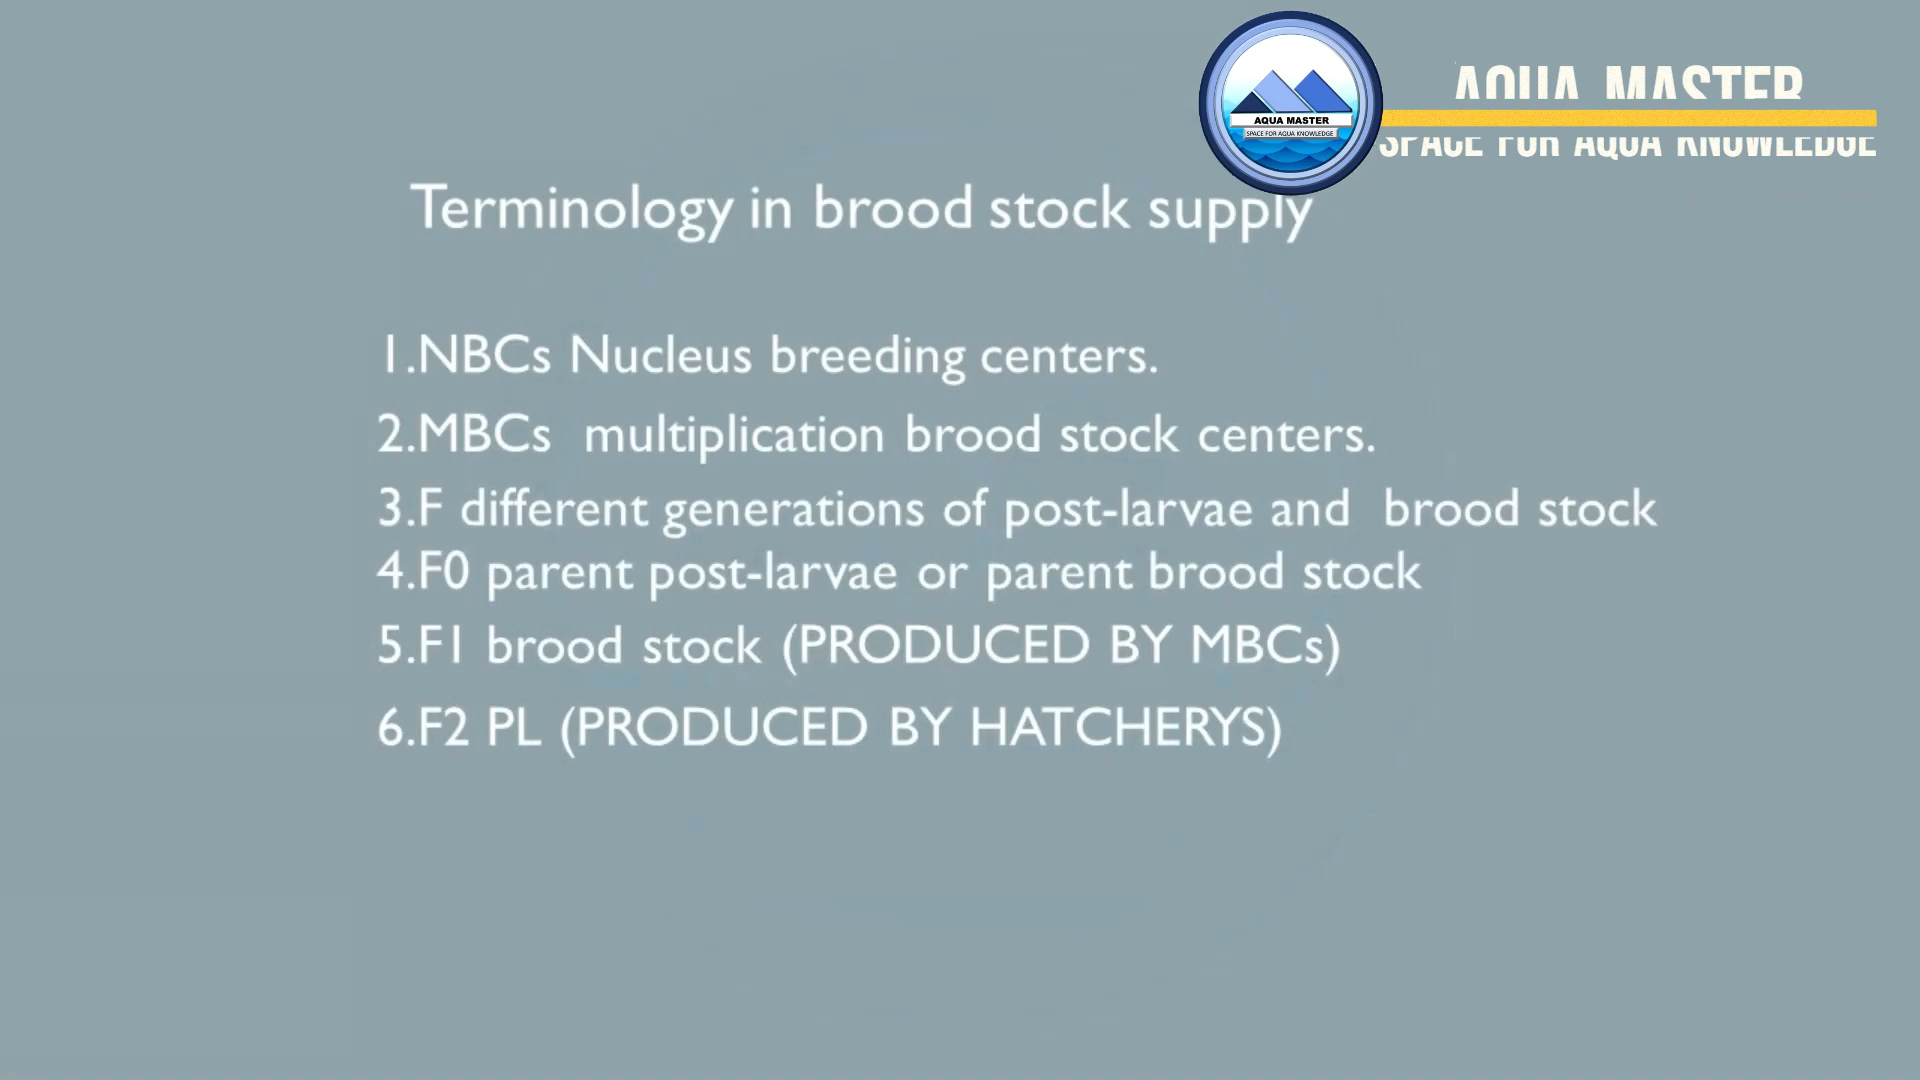 AQUA MASTER
SPACE FOR AQUA KNOWLEDGE
AQUA MASTER
SPACE FOR AQUA KNOWLEDGE
Terminology in brood stock supply
1.NBCs Nucleus breeding centers.
2.MBCs multiplication brood stock centers.
3.F different generations of post-larvae and brood stock
4.F0 parent post-larvae or parent brood stock
5.F1 brood stock (PRODUCED BY MBCs)
6.F2 PL (PRODUCED BY HATCHERYS)